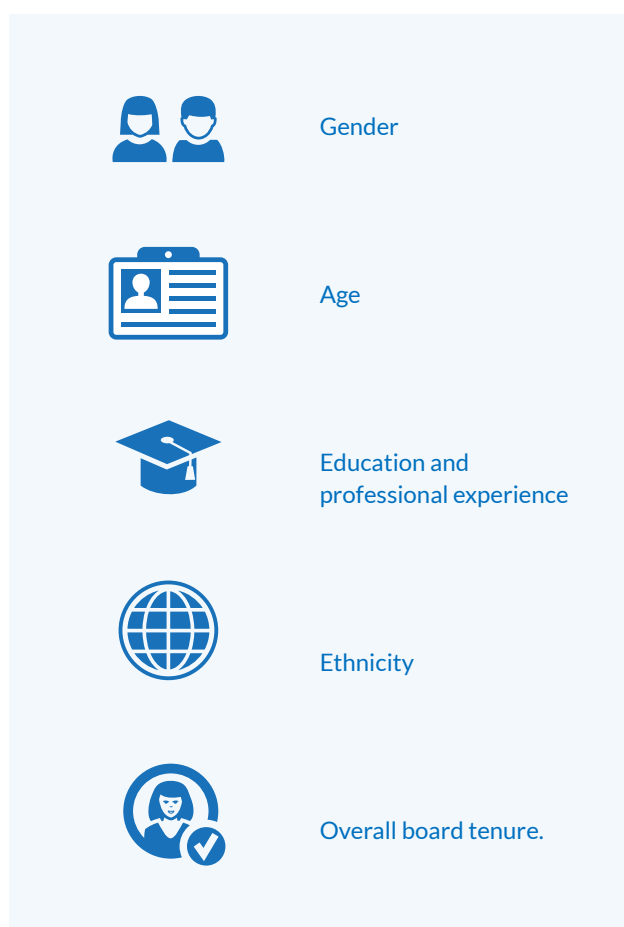 Gender
Age
Education and
professional experience
Ethnicity
Overall board tenure.